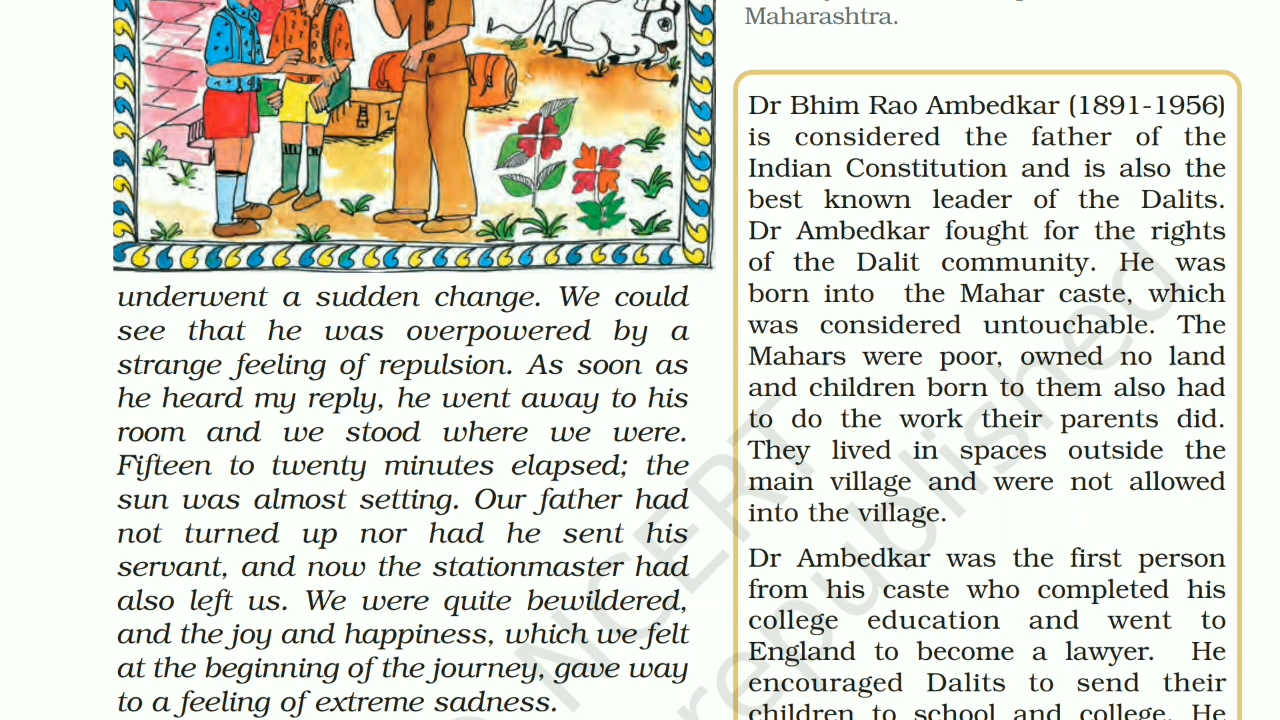 underwent a sudden change. We could
see that he was overpowered by a
strange feeling of repulsion. As soon as
he heard my reply, he went away to his
room and we stood where we were.
Fifteen to twenty minutes elapsed; the
sun was almost setting. Our father had
not turned up nor had he sent his
servant, and now the stationmaster had
also left us. We were quite bewildered,
and the joy and happiness, which we felt
at the beginning of the journey, gave way
to a feeling of extreme sadness.
Maharashtra.
Dr Bhim Rao Ambedkar (1891-1956)
is considered the father of the
Indian Constitution and is also the
best known leader of the Dalits.
Dr Ambedkar fought for the rights
of the Dalit community. He was
born into the Mahar caste, which
was considered untouchable. The
Mahars were poor, owned no land
and children born to them also had
to do the work their parents did.
They lived in spaces outside the
main village and were not allowed
into the village.
Dr Ambedkar was the first person
from his caste who completed his
college education and went to
England to become a lawyer. He
encouraged Dalits to send their
children to school and college. He
NCERT
republished